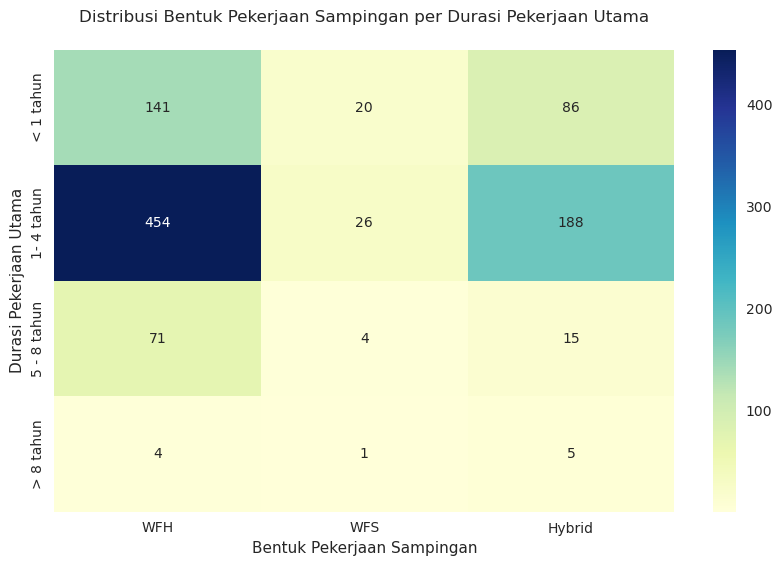 Distribusi Bentuk Pekerjaan Sampingan per Durasi Pekerjaan Utama
Durasi Pekerjaan Utama
< 1 tahun
141
20
86
1- 4 tahun
454
26
188
5 - 8 tahun
71
4
15
> 8 tahun
4
1
5
WFH
WFS
Hybrid
Bentuk Pekerjaan Sampingan
400
300
200
100